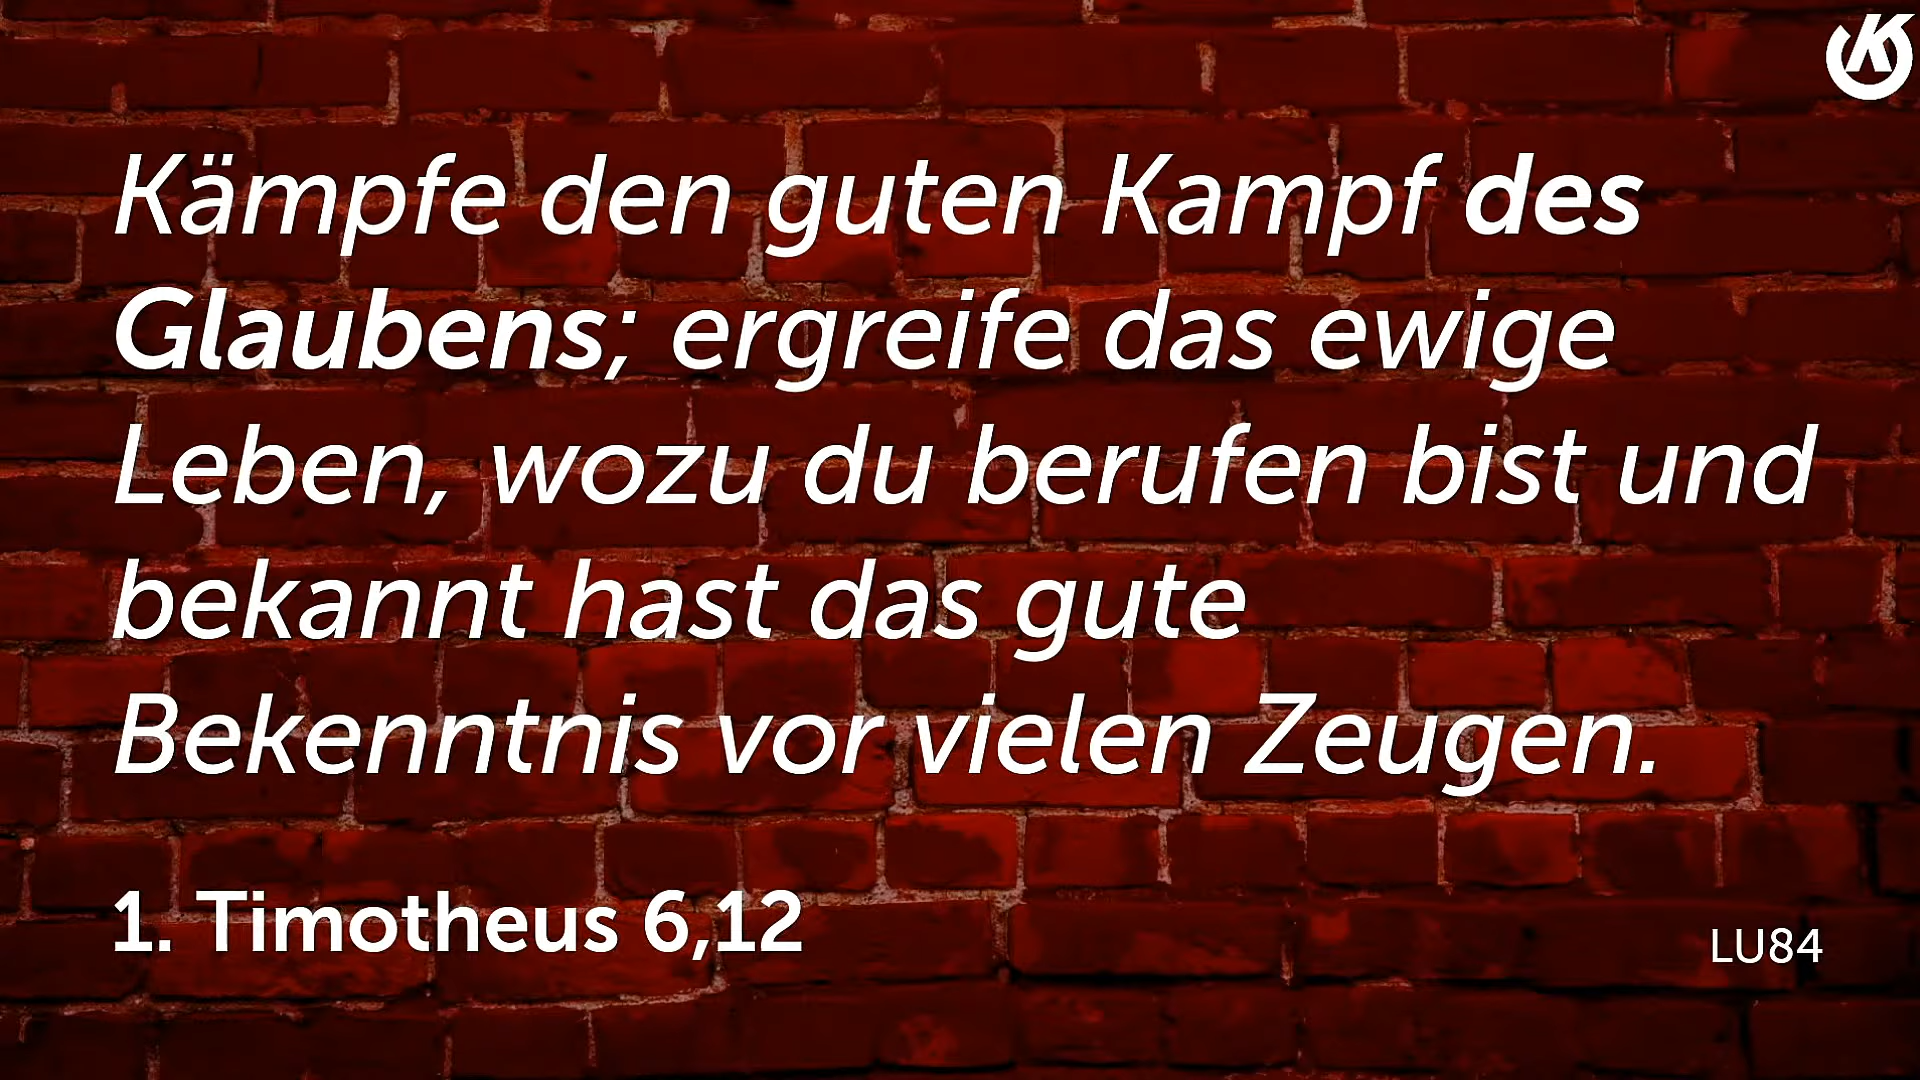 Kämpfe den guten Kampf des
Glaubens; ergreife das ewige
Leben, wozu du berufen bist und
bekannt hast das gute
Bekenntnis vor vielen Zeugen.
1. Timotheus 6,12
LU84